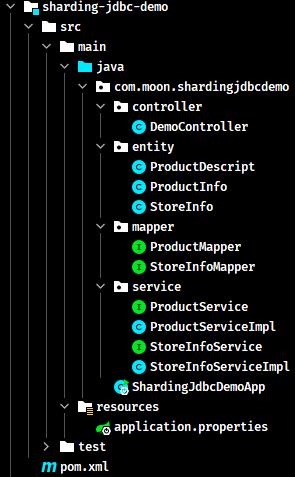 sharding-jdbc-demo
src
main
java
com.moon.shardingjdbcdemo
controller
C DemoController
entity
C ProductDescript
C ProductInfo
C StoreInfo
mapper
I ProductMapper
I StoreInfoMapper
service
I ProductService
C ProductServiceImpl
I StoreInfoService
C StoreInfoServiceImpl
C ShardingJdbcDemoApp
resources
application.properties
test
m pom.xml